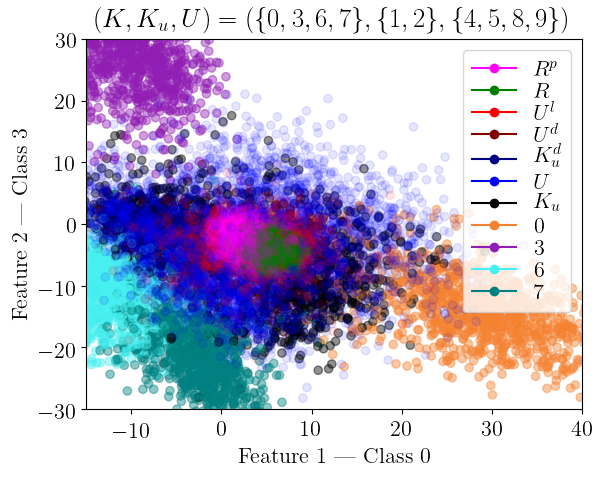 (K, K_u, U) = ({0, 3, 6, 7}, {1, 2}, {4, 5, 8, 9})
30
20
10
0
−10
−20
−30
Feature 2 — Class 3
R^p
R
U^l
U^d
K_u^d
U
K_u
0
3
6
7
−10 0 10 20 30 40
Feature 1 — Class 0